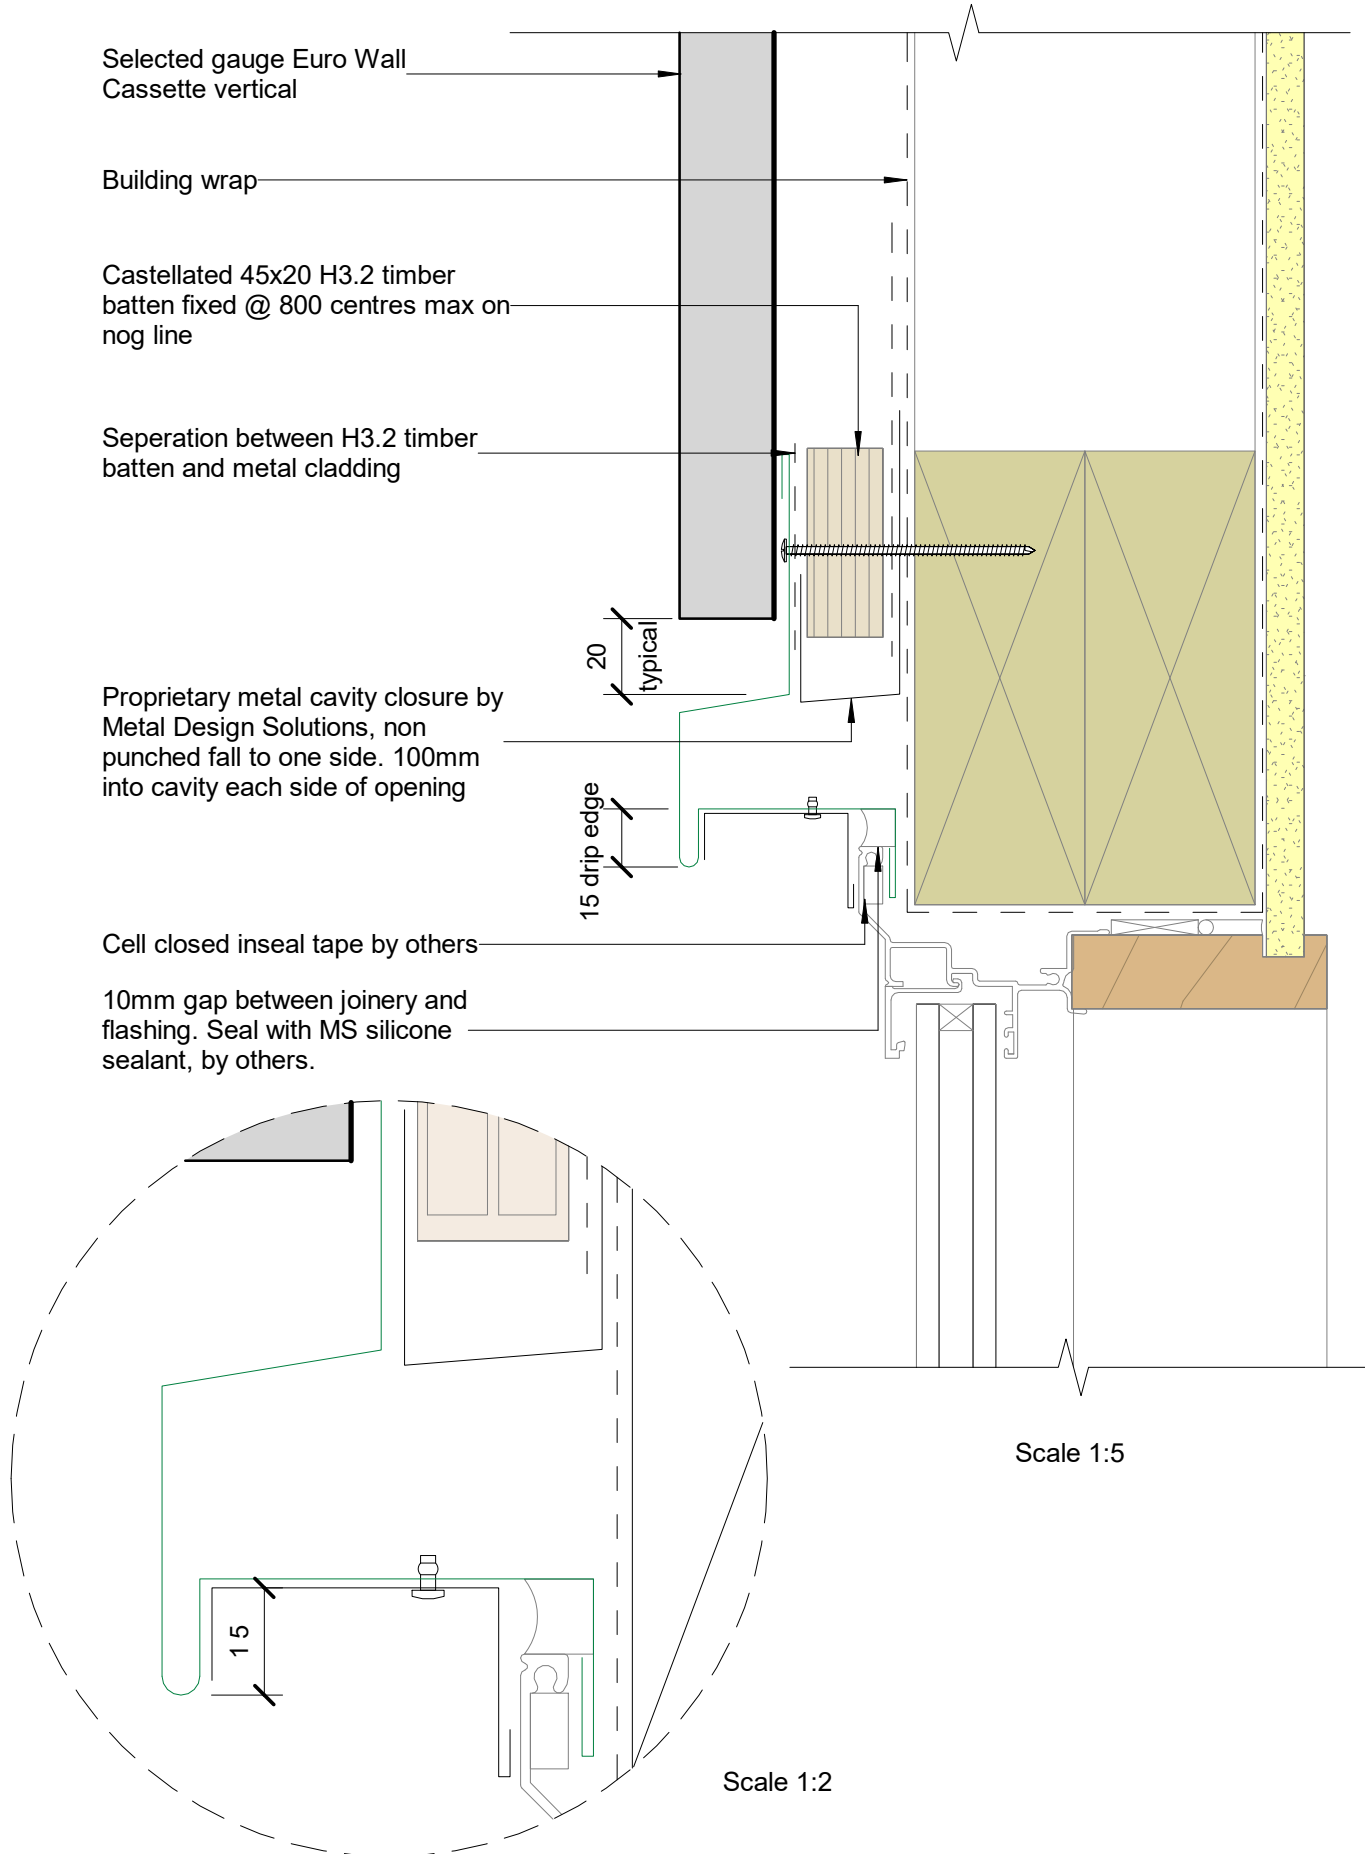 Selected gauge Euro Wall
Cassette vertical
Building wrap
Castellated 45x20 H3.2 timber
batten fixed @ 800 centres max on
nog line
Seperation between H3.2 timber
batten and metal cladding
20
typical
Proprietary metal cavity closure by
Metal Design Solutions, non
punched fall to one side. 100mm
into cavity each side of opening
15 drip edge
Cell closed inseal tape by others
10mm gap between joinery and
flashing. Seal with MS silicone
sealant, by others.
Scale 1:5
15
Scale 1:2